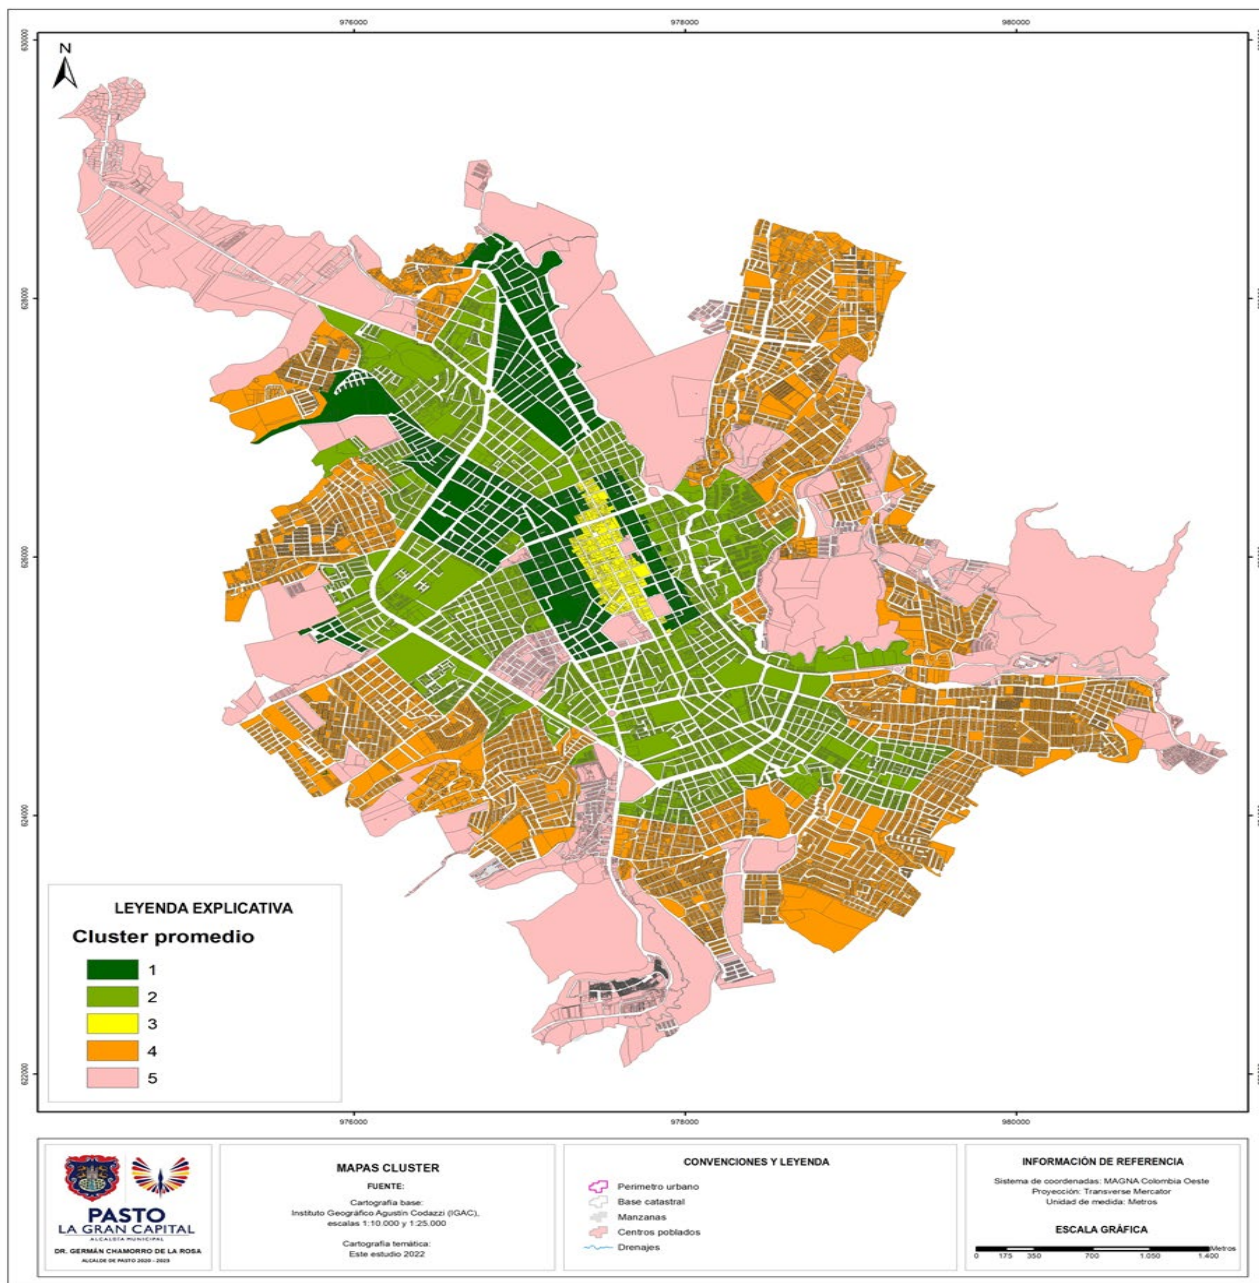 976000 978000 980000
630000
N
628000
626000
624000
622000
LEYENDA EXPLICATIVA
Cluster promedio
1
2
3
4
5
976000 978000 980000
PASTO
LA GRAN CAPITAL
ALCALDÍA MUNICIPAL
DR. GERMÁN CHAMORRO DE LA ROSA
ALCALDE DE PASTO 2020 - 2023
MAPAS CLUSTER
FUENTE:
Cartografía base:
Instituto Geográfico Agustín Codazzi (IGAC),
escalas 1:10.000 y 1:25.000
Cartografía temática:
Este estudio 2022
CONVENCIONES Y LEYENDA
Perimetro urbano
Base catastral
Manzanas
Centros poblados
Drenajes
INFORMACIÓN DE REFERENCIA
Sistema de coordenadas: MAGNA Colombia Oeste
Proyección: Transverse Mercator
Unidad de medida: Metros
ESCALA GRÁFICA
Metros
0 175 350 700 1.050 1.400